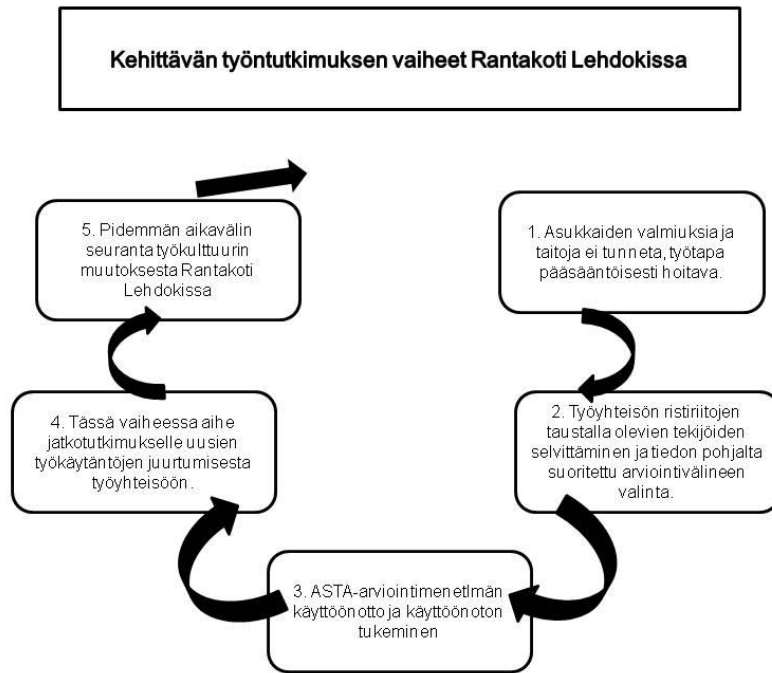 Kehittävän työntutkimuksen vaiheet Rantakoti Lehdokissa
1. Asukkaiden valmiuksia ja
taitoja ei tunneta, työtapa
pääsääntöisesti hoitava.
2. Työyhteisön ristiriitojen
taustalla olevien tekijöiden
selvittäminen ja tiedon pohjalta
suoritettu arviointivälineen
valinta.
3. ASTA-arviointimenetlmän
käyttöönotto ja käyttöönoton
tukeminen
4. Tässä vaiheessa aihe
jatkotutkimukselle uusien
työkäytäntöjen juurtumisesta
työyhteisöön.
5. Pidemmän aikavälin
seuranta työkulttuurin
muutoksesta Rantakoti
Lehdokissa